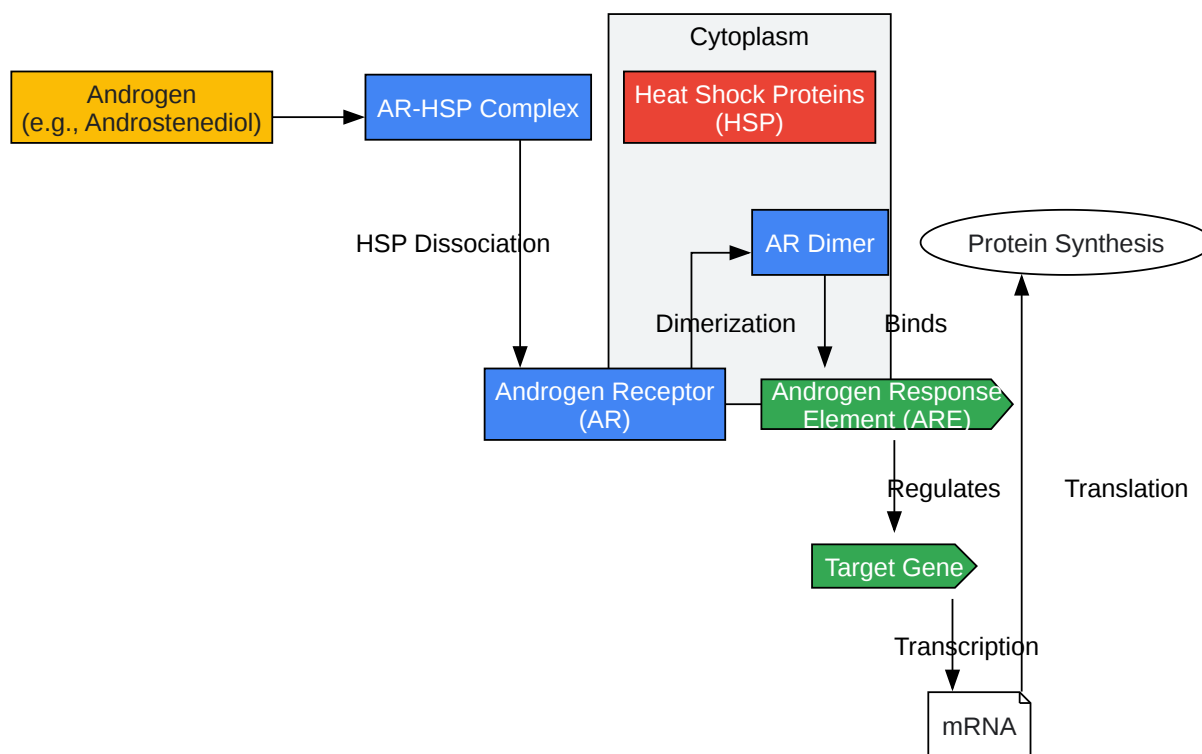 Cytoplasm
Androgen
(e.g., Androstenediol)
AR-HSP Complex
Heat Shock Proteins
(HSP)
HSP Dissociation
AR Dimer
Protein Synthesis
Dimerization
Binds
Androgen Receptor
(AR)
Androgen Response
Element (ARE)
Regulates
Translation
Target Gene
Transcription
mRNA